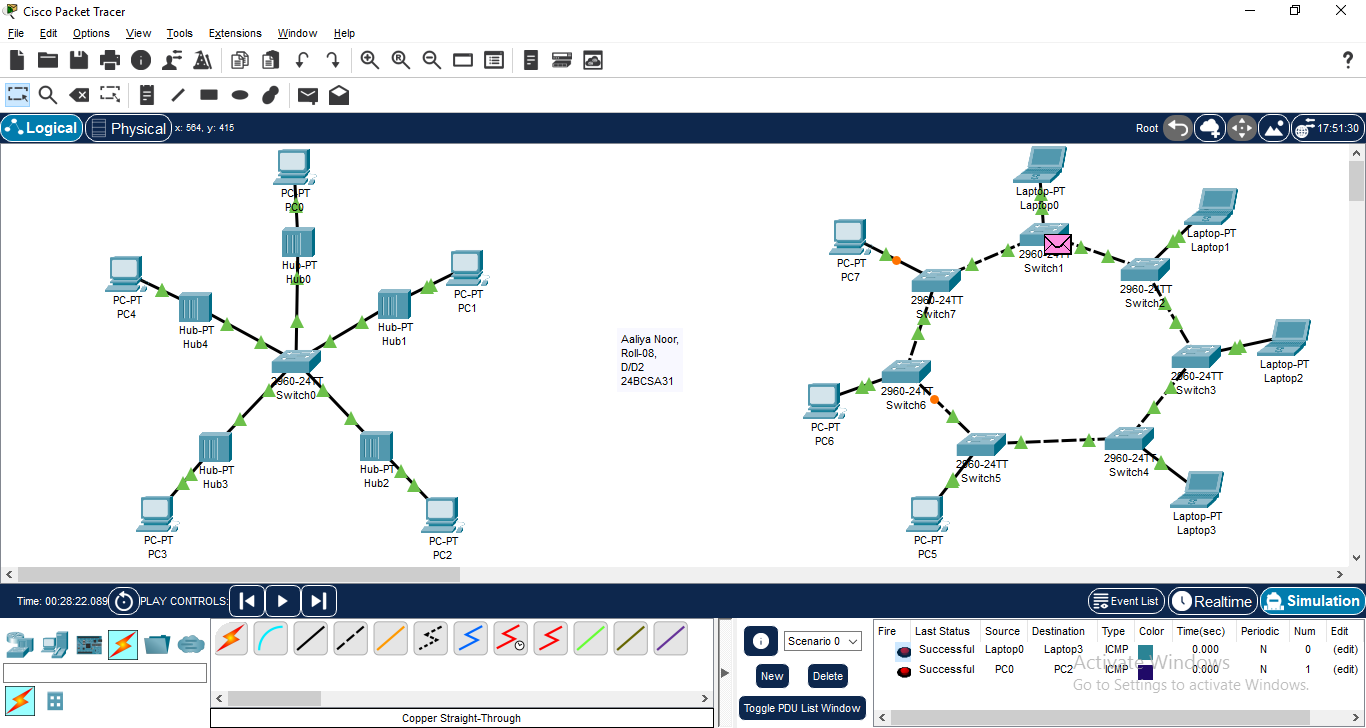 Cisco Packet Tracer
File Edit Options View Tools Extensions Window Help
Logical Physical x: 564, y: 415 Root 17:51:30
PC-PT
PC0
Hub-PT
Hub0
PC-PT
PC4
Hub-PT
Hub4
PC-PT
PC1
Hub-PT
Hub1
2960-24TT
Switch0
Hub-PT
Hub3
Hub-PT
Hub2
PC-PT
PC3
PC-PT
PC2
Aaliya Noor,
Roll-08,
D/D2
24BCSA31
Laptop-PT
Laptop0
2960-24TT
Switch1
Laptop-PT
Laptop1
PC-PT
PC7
2960-24TT
Switch7
2960-24TT
Switch2
Laptop-PT
Laptop2
2960-24TT
Switch3
2960-24TT
Switch6
PC-PT
PC6
2960-24TT
Switch5
2960-24TT
Switch4
Laptop-PT
Laptop3
PC-PT
PC5
Time: 00:28:22.089 PLAY CONTROLS: Event List Realtime Simulation
Copper Straight-Through
Scenario 0
New Delete
Toggle PDU List Window
Fire Last Status Source Destination Type Color Time(sec) Periodic Num Edit
Successful Laptop0 Laptop3 ICMP 0.000 N 0 (edit)
Successful PC0 PC2 ICMP 0.000 N 1 (edit)
Activate Windows
Go to Settings to activate Windows.